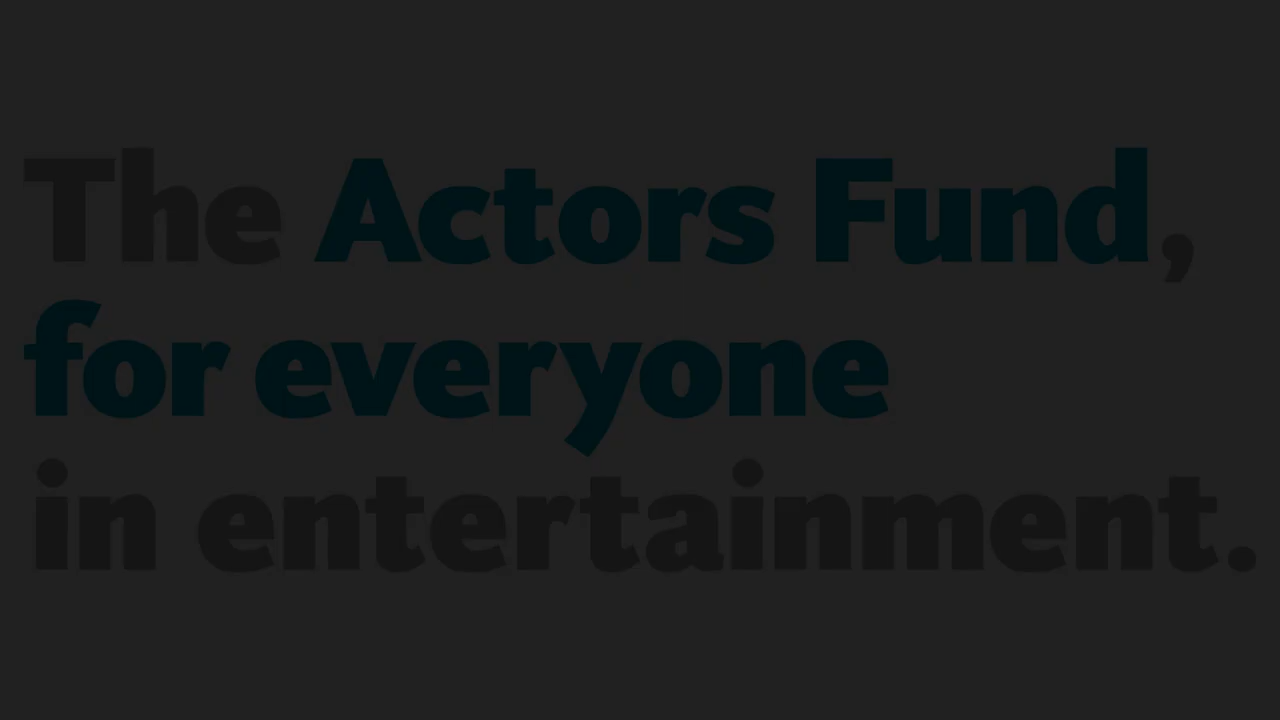 The Actors Fund,
for everyone
in entertainment.